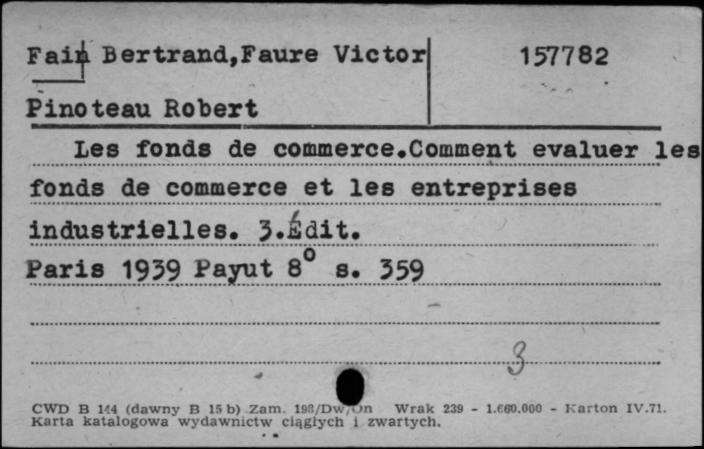 Fain Bertrand,Faure Victor 157782
Pinoteau Robert
Les fonds de commerce.Comment evaluer les
fonds de commerce et les entreprises
industrielles. 3.Édit.
Paris 1939 Payut 8° s. 359
3
CWD B 144 (dawny B 15 b) Zam. 198/Dw/On Wrak 239 - 1.660.000 - Karton IV.71.
Karta katalogowa wydawnictw ciągłych i zwartych.